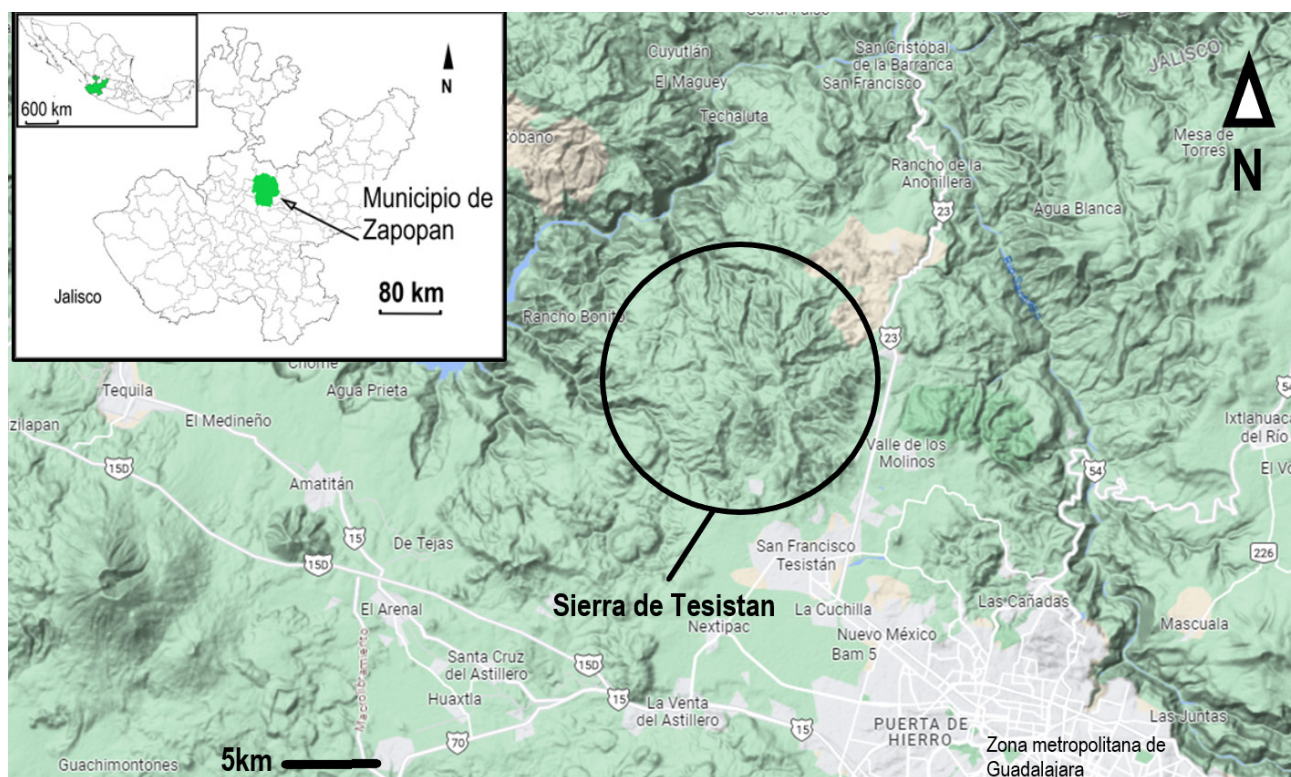 600 km
N
Municipio de
Zapopan
Jalisco
80 km
Cuyutlán
San Cristóbal
de la Barranca
El Maguey
San Francisco
JALISCO
N
Techaluta
Mesa de
Torres
Rancho de la
Anonillera
23
Agua Blanca
Rancho Bonito
23
Agua Prieta
Tequila
El Medineño
54
Ixtlahuaca
del Río
15D
Valle de los
Molinos
54
Amatitán
15
De Tejas
15D
San Francisco
Tesistán
226
El Arenal
Sierra de Tesistan
La Cuchilla
Las Cañadas
Nextipac
Nuevo México
Bam 5
Mascuala
Macrolibramiento
Santa Cruz
del Astillero
15D
Huaxtla
15
La Venta
del Astillero
15
PUERTA DE
HIERRO
Las Juntas
70
Zona metropolitana de
Guadalajara
Guachimontones
5km